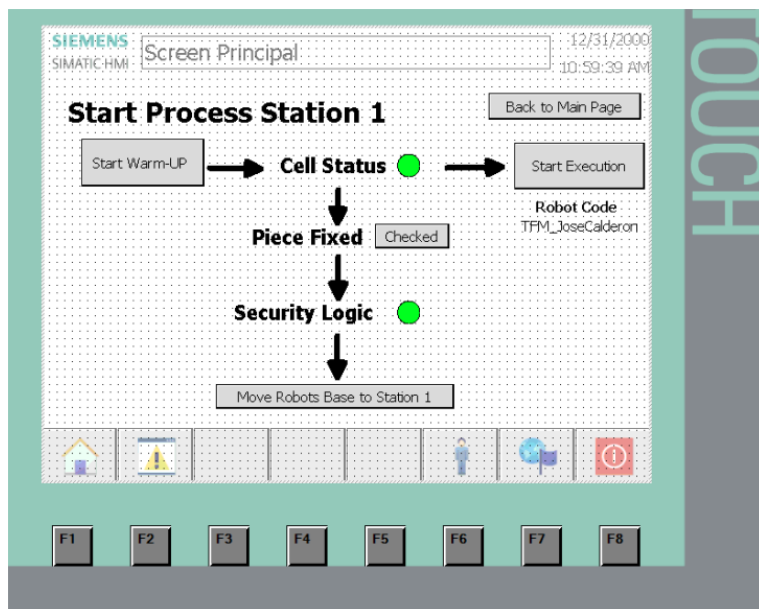 SIEMENS
SIMATIC HMI
Screen Principal
12/31/2000
10:59:39 AM
TOUCH
Start Process Station 1
Back to Main Page
Start Warm-UP
Cell Status
Start Execution
Robot Code
TFM_JoseCalderon
Piece Fixed
Checked
Security Logic
Move Robots Base to Station 1
F1
F2
F3
F4
F5
F6
F7
F8